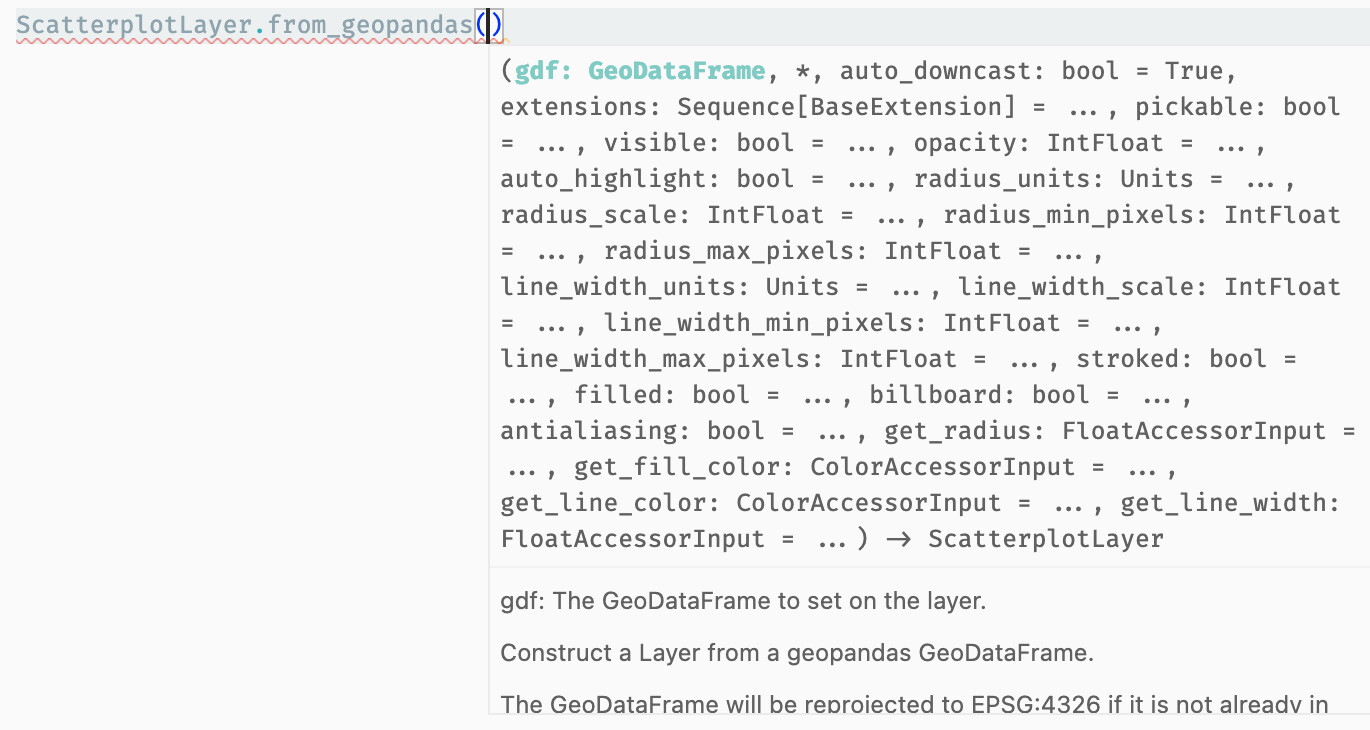 ScatterplotLayer.from_geopandas()
(gdf: GeoDataFrame, *, auto_downcast: bool = True,
extensions: Sequence[BaseExtension] = ..., pickable: bool
= ..., visible: bool = ..., opacity: IntFloat = ...,
auto_highlight: bool = ..., radius_units: Units = ...,
radius_scale: IntFloat = ..., radius_min_pixels: IntFloat
= ..., radius_max_pixels: IntFloat = ...,
line_width_units: Units = ..., line_width_scale: IntFloat
= ..., line_width_min_pixels: IntFloat = ...,
line_width_max_pixels: IntFloat = ..., stroked: bool =
..., filled: bool = ..., billboard: bool = ...,
antialiasing: bool = ..., get_radius: FloatAccessorInput =
..., get_fill_color: ColorAccessorInput = ...,
get_line_color: ColorAccessorInput = ..., get_line_width:
FloatAccessorInput = ...) -> ScatterplotLayer
gdf: The GeoDataFrame to set on the layer.
Construct a Layer from a geopandas GeoDataFrame.
The GeoDataFrame will be reprojected to EPSG:4326 if it is not already in